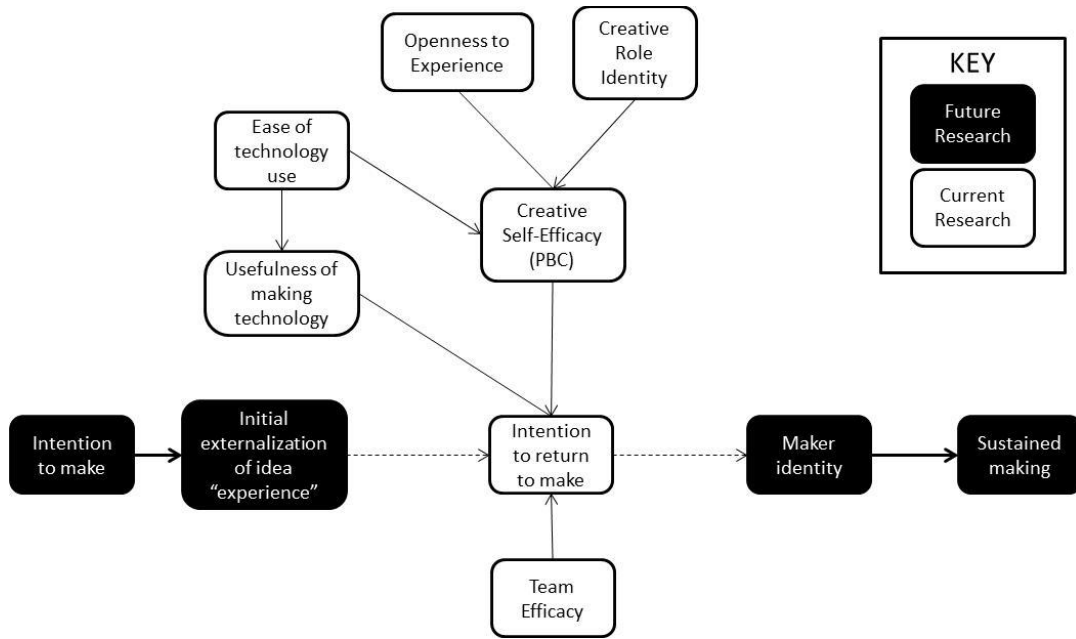 Openness to
Experience
Creative
Role
Identity
KEY
Future
Research
Current
Research
Ease of
technology
use
Creative
Self-Efficacy
(PBC)
Usefulness of
making
technology
Intention
to make
Initial
externalization
of idea
“experience”
Intention
to return
to make
Maker
identity
Sustained
making
Team
Efficacy